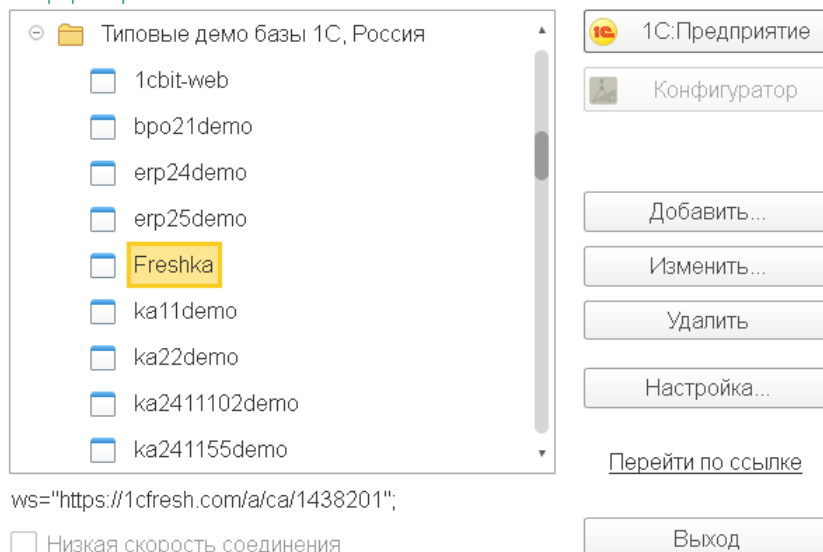 Типовые демо базы 1С, Россия
1cbit-web
bpo21demo
erp24demo
erp25demo
Freshka
ka11demo
ka22demo
ka2411102demo
ka241155demo
ws="https://1cfresh.com/a/ca/1438201";
Низкая скорость соединения
1С:Предприятие
Конфигуратор
Добавить...
Изменить...
Удалить
Настройка...
Перейти по ссылке
Выход